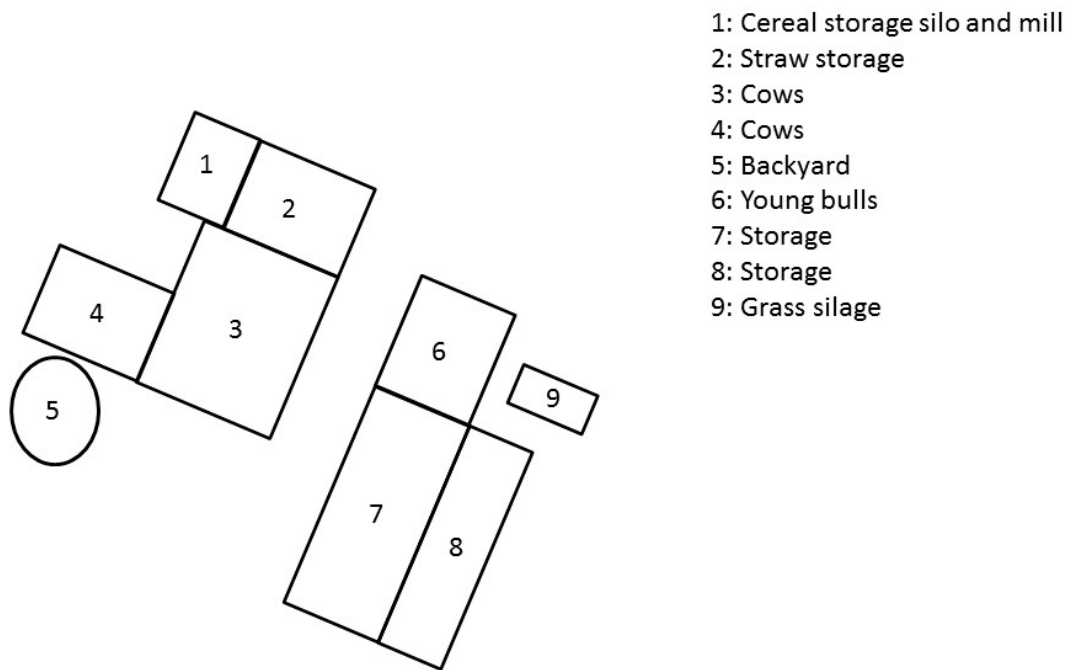 1: Cereal storage silo and mill
2: Straw storage
3: Cows
4: Cows
5: Backyard
6: Young bulls
7: Storage
8: Storage
9: Grass silage
1
2
3
4
5
6
7
8
9